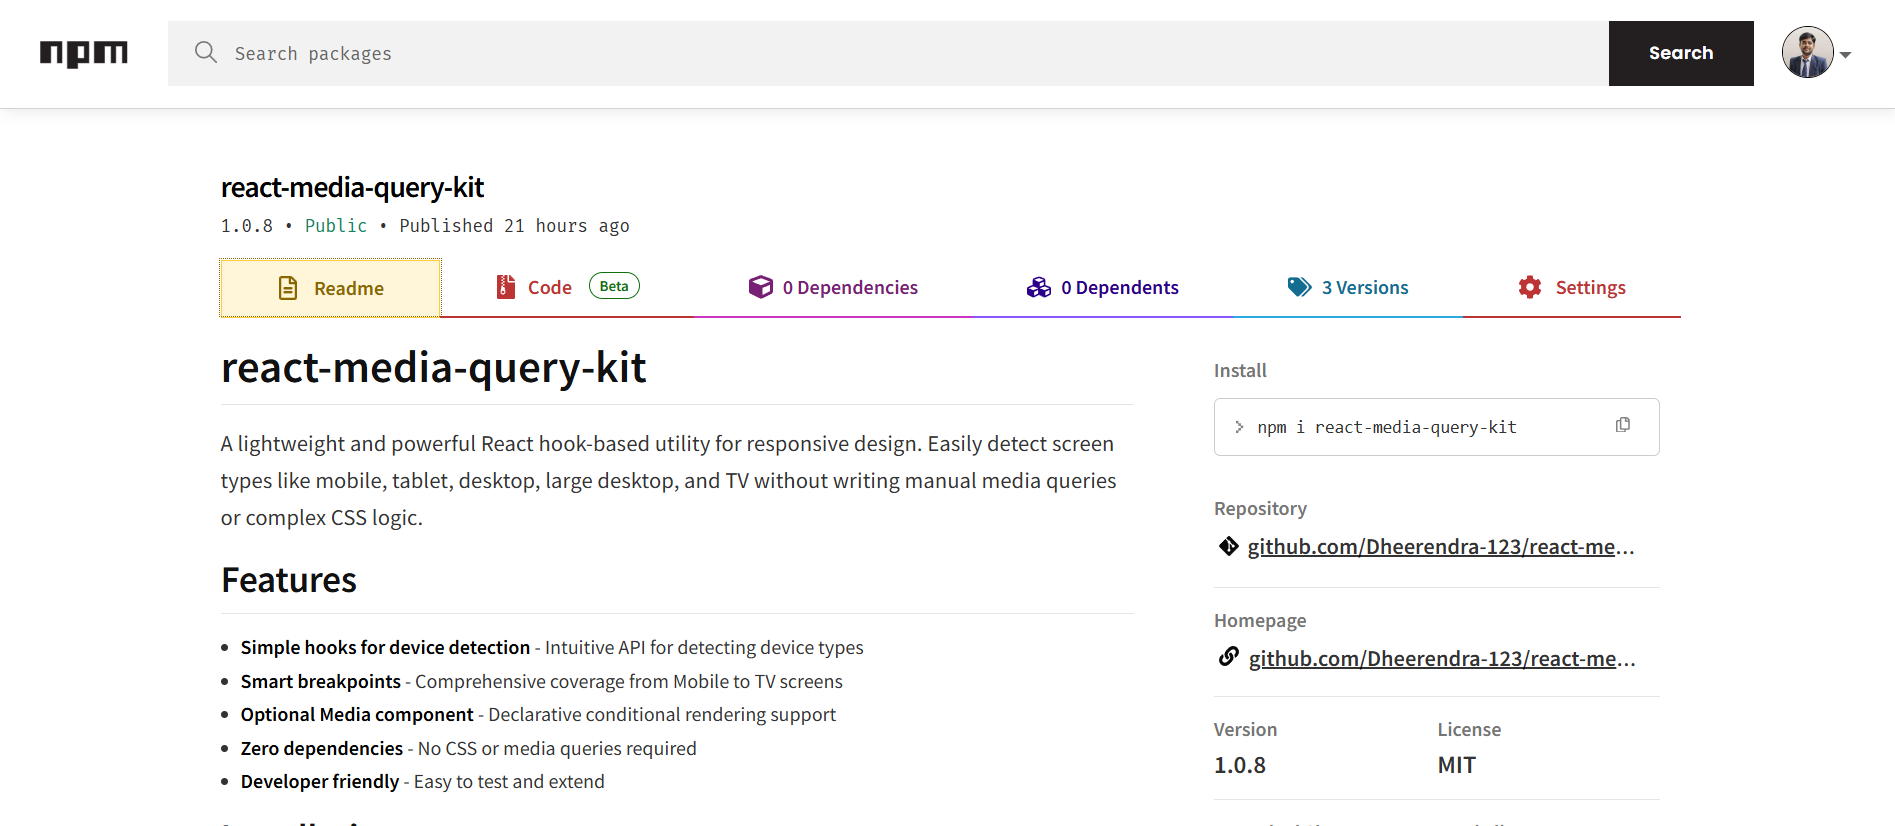 npm
Search packages
Search
react-media-query-kit
1.0.8 • Public • Published 21 hours ago
Readme
Code Beta
0 Dependencies
0 Dependents
3 Versions
Settings
react-media-query-kit
A lightweight and powerful React hook-based utility for responsive design. Easily detect screen
types like mobile, tablet, desktop, large desktop, and TV without writing manual media queries
or complex CSS logic.
Features
• Simple hooks for device detection - Intuitive API for detecting device types
• Smart breakpoints - Comprehensive coverage from Mobile to TV screens
• Optional Media component - Declarative conditional rendering support
• Zero dependencies - No CSS or media queries required
• Developer friendly - Easy to test and extend
Install
> npm i react-media-query-kit
Repository
github.com/Dheerendra-123/react-me...
Homepage
github.com/Dheerendra-123/react-me...
Version
License
1.0.8
MIT